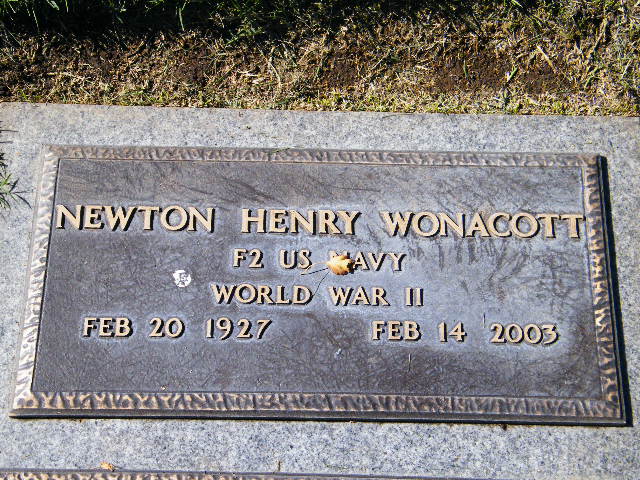 NEWTON HENRY WONACOTT
F2 US NAVY
WORLD WAR II
FEB 20 1927 FEB 14 2003